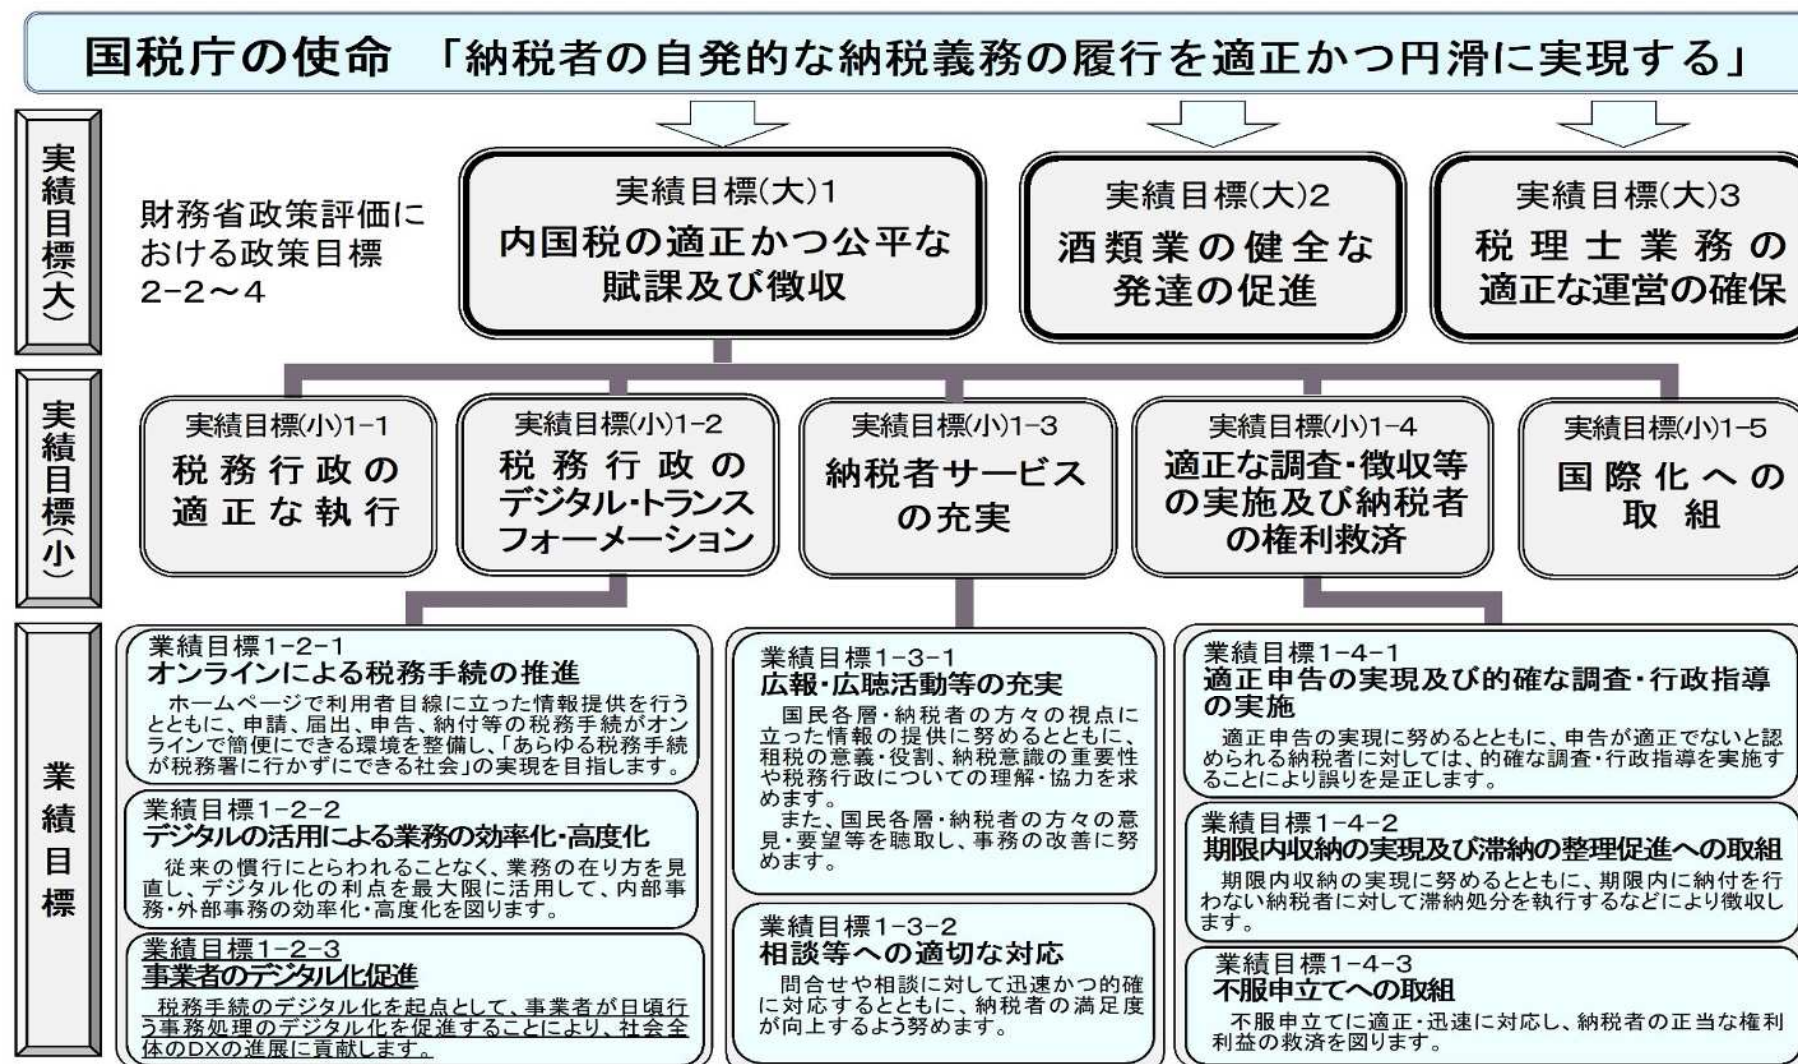 国税庁の使命 「納税者の自発的な納税義務の履行を適正かつ円滑に実現する」
実績目標(大)
財務省政策評価に
おける政策目標
2-2～4
実績目標(大)1
内国税の適正かつ公平な
賦課及び徴収
実績目標(大)2
酒類業の健全な
発達の促進
実績目標(大)3
税理士業務の
適正な運営の確保
実績目標(小)
実績目標(小)1-1
税務行政の
適正な執行
実績目標(小)1-2
税務行政の
デジタル・トランス
フォーメーション
実績目標(小)1-3
納税者サービス
の充実
実績目標(小)1-4
適正な調査・徴収等
の実施及び納税者
の権利救済
実績目標(小)1-5
国際化への
取組
業績目標
業績目標1-2-1
オンラインによる税務手続の推進
ホームページで利用者目線に立った情報提供を行う
とともに、申請、届出、申告、納付等の税務手続がオン
ラインで簡便にできる環境を整備し、「あらゆる税務手続
が税務署に行かずにできる社会」の実現を目指します。
業績目標1-2-2
デジタルの活用による業務の効率化・高度化
従来の慣行にとらわれることなく、業務の在り方を見
直し、デジタル化の利点を最大限に活用して、内部事
務・外部事務の効率化・高度化を図ります。
業績目標1-2-3
事業者のデジタル化促進
税務手続のデジタル化を起点として、事業者が日頃行
う事務処理のデジタル化を促進することにより、社会全
体のDXの進展に貢献します。
業績目標1-3-1
広報・広聴活動等の充実
国民各層・納税者の方々の視点に
立った情報の提供に努めるとともに、
租税の意義・役割、納税意識の重要性
や税務行政についての理解・協力を求
めます。
また、国民各層・納税者の方々の意
見・要望等を聴取し、事務の改善に努
めます。
業績目標1-3-2
相談等への適切な対応
問合せや相談に対して迅速かつ的確
に対応するとともに、納税者の満足度
が向上するよう努めます。
業績目標1-4-1
適正申告の実現及び的確な調査・行政指導
の実施
適正申告の実現に努めるとともに、申告が適正でないと認
められる納税者に対しては、的確な調査・行政指導を実施す
ることにより誤りを是正します。
業績目標1-4-2
期限内収納の実現及び滞納の整理促進への取組
期限内収納の実現に努めるとともに、期限内に納付を行
わない納税者に対して滞納処分を執行するなどにより徴収し
ます。
業績目標1-4-3
不服申立てへの取組
不服申立てに適正・迅速に対応し、納税者の正当な権利
利益の救済を図ります。